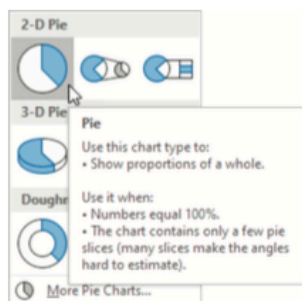 2-D Pie
3-D Pie
Pie
Use this chart type to:
• Show proportions of a whole.
Use it when:
• Numbers equal 100%.
• The chart contains only a few pie
slices (many slices make the angles
hard to estimate).
Doughn
More Pie Charts...